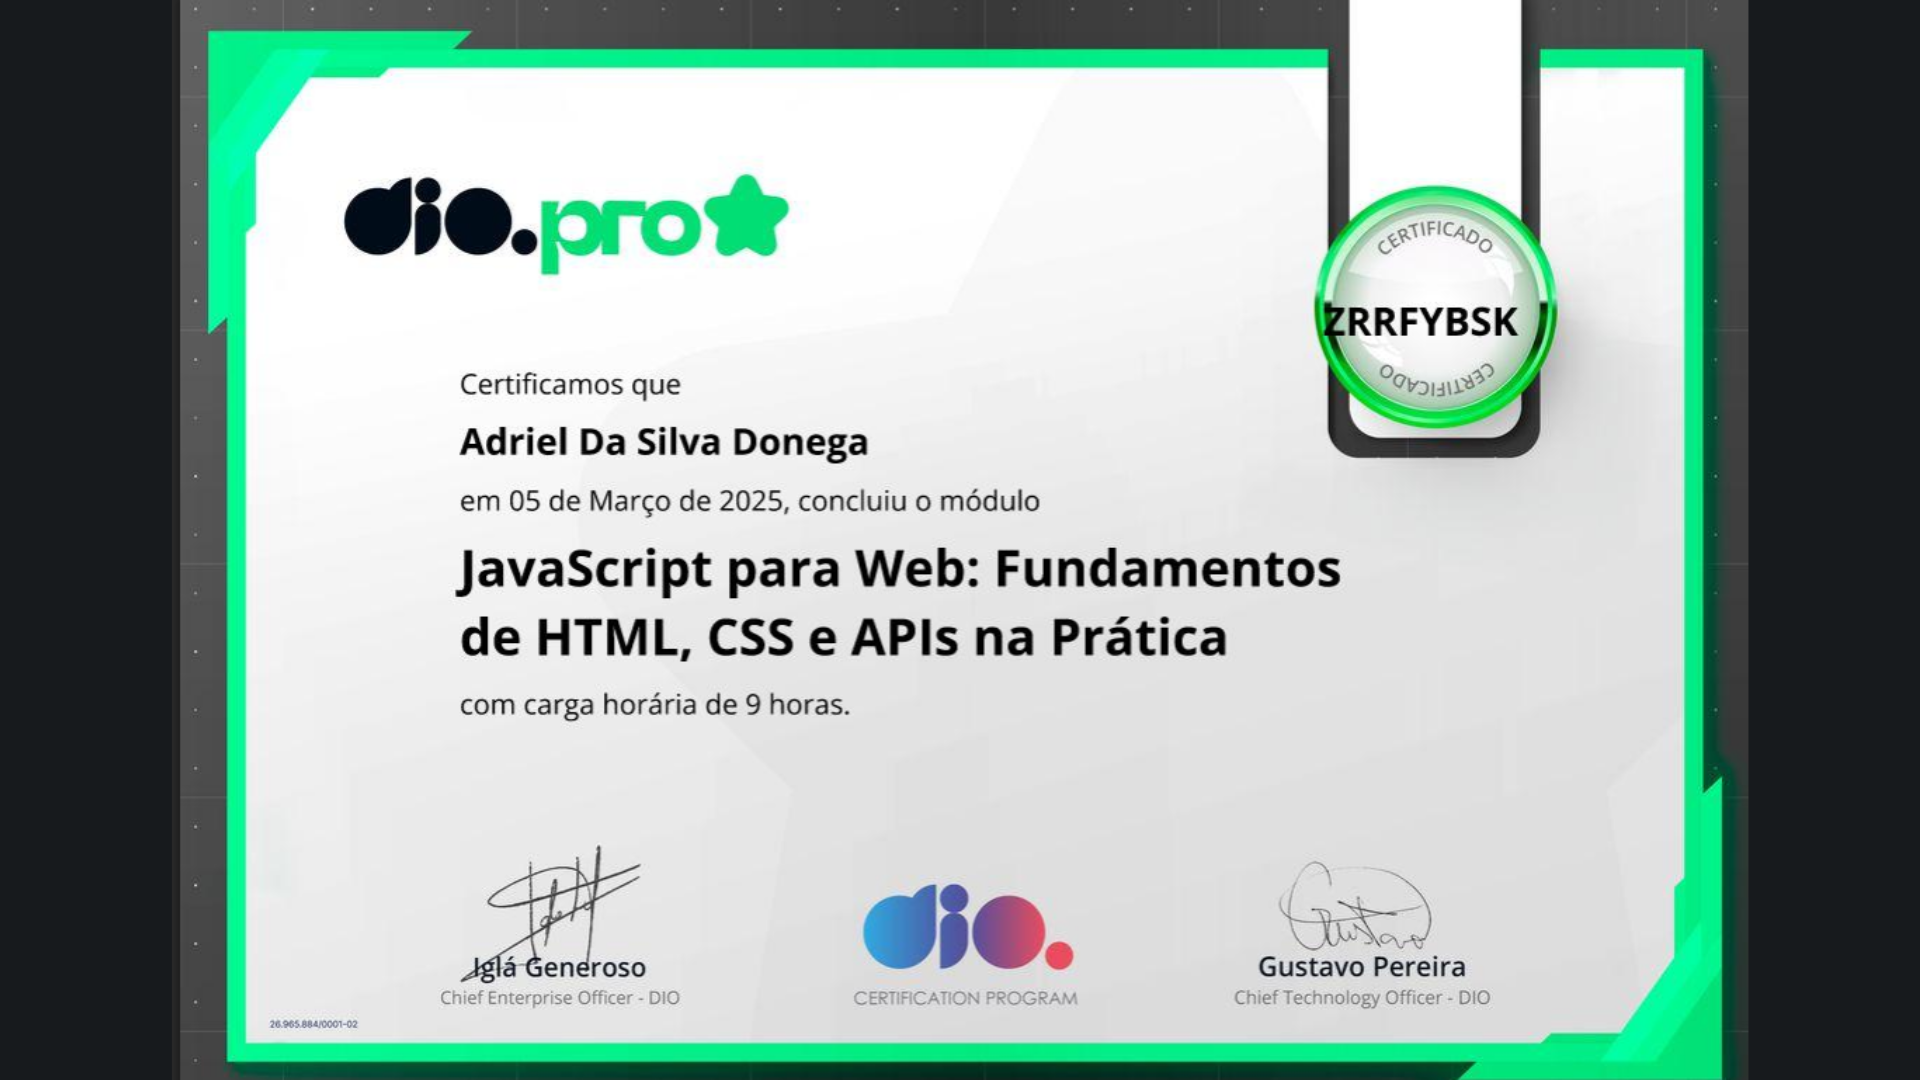 dio.pro
CERTIFICADO
ZRRFYBSK
CERTIFICADO
Certificamos que
Adriel Da Silva Donega
em 05 de Março de 2025, concluiu o módulo
JavaScript para Web: Fundamentos
de HTML, CSS e APIs na Prática
com carga horária de 9 horas.
Iglá Generoso
Chief Enterprise Officer - DIO
dio.
CERTIFICATION PROGRAM
Gustavo
Gustavo Pereira
Chief Technology Officer - DIO
26.965.884/0001-02